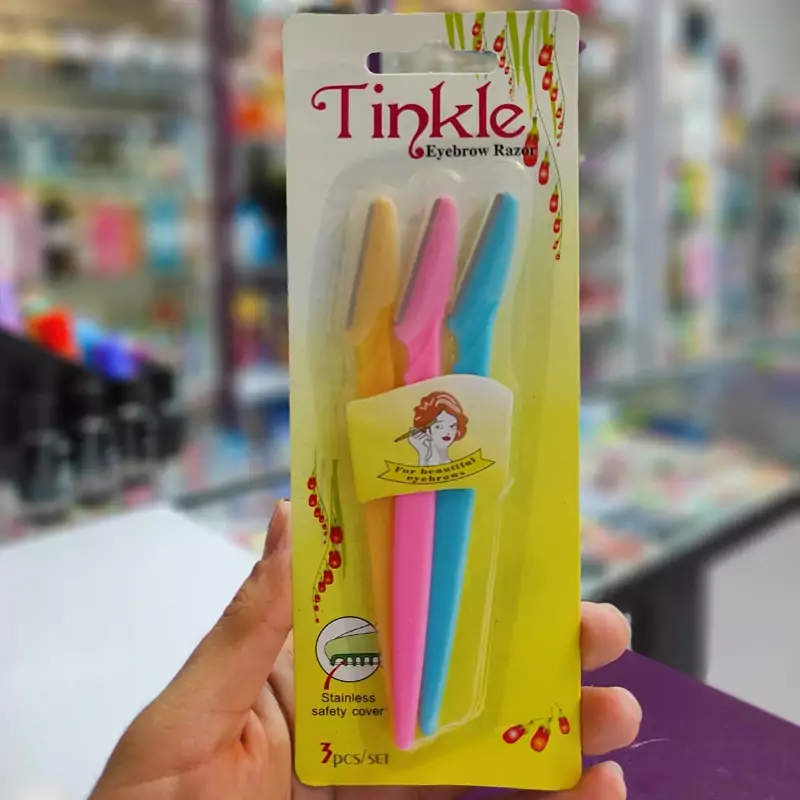 Tinkle
Eyebrow Razor
For beautiful
eyebrows
Stainless
safety cover
3pcs/SET